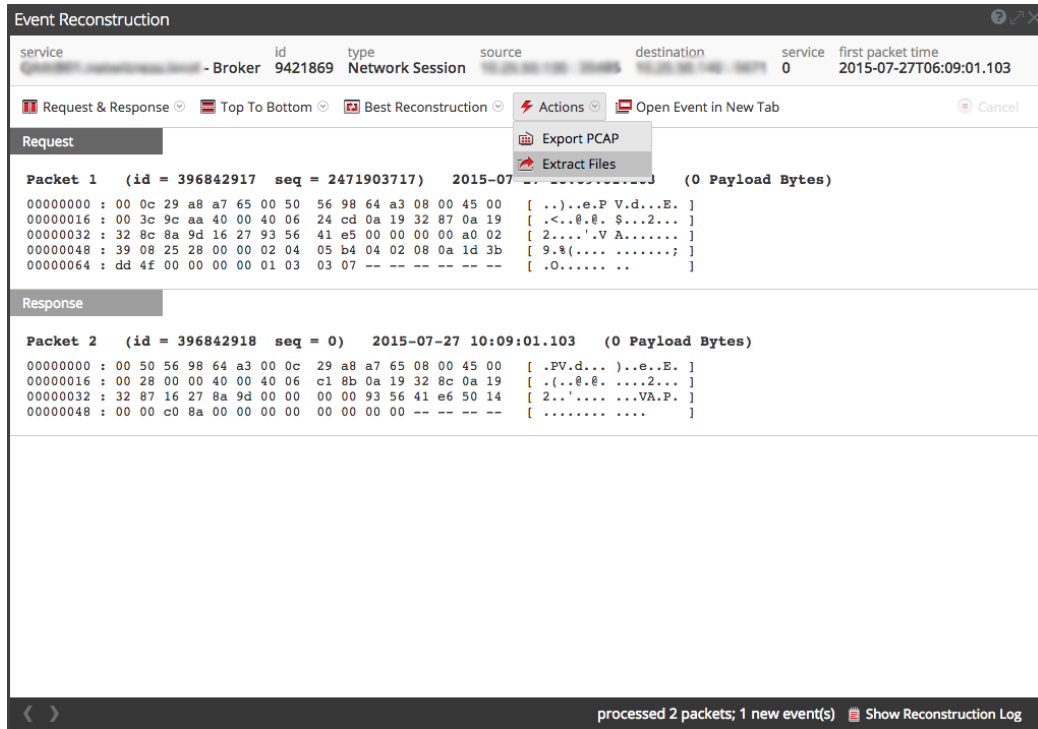 Event Reconstruction
service id type source destination service first packet time
- Broker 9421869 Network Session 0 2015-07-27T06:09:01.103
Request & Response Top To Bottom Best Reconstruction Actions Open Event in New Tab Cancel
Export PCAP
Extract Files
Request
Packet 1 (id = 396842917 seq = 2471903717) 2015-07-27 10:09:01.103 (0 Payload Bytes)
00000000 : 00 0c 29 a8 a7 65 00 50 56 98 64 a3 08 00 45 00 [ ..)..e.P V.d...E. ]
00000016 : 00 3c 9c aa 40 00 40 06 24 cd 0a 19 32 87 0a 19 [ .<..@.@. $...2... ]
00000032 : 32 8c 8a 9d 16 27 93 56 41 e5 00 00 00 00 a0 02 [ 2....'.V A....... ]
00000048 : 39 08 25 28 00 00 02 04 05 b4 04 02 08 0a 1d 3b [ 9.%(.... .......; ]
00000064 : dd 4f 00 00 00 00 01 03 03 07 -- -- -- -- -- -- [ .O...... .. ]
Response
Packet 2 (id = 396842918 seq = 0) 2015-07-27 10:09:01.103 (0 Payload Bytes)
00000000 : 00 50 56 98 64 a3 00 0c 29 a8 a7 65 08 00 45 00 [ .PV.d... )..e..E. ]
00000016 : 00 28 00 00 40 00 40 06 c1 8b 0a 19 32 8c 0a 19 [ .(..@.@. ....2... ]
00000032 : 32 87 16 27 8a 9d 00 00 00 00 93 56 41 e6 50 14 [ 2..'.... ...VA.P. ]
00000048 : 00 00 c0 8a 00 00 00 00 00 00 00 00 -- -- -- -- [ ........ .... ]
processed 2 packets; 1 new event(s) Show Reconstruction Log